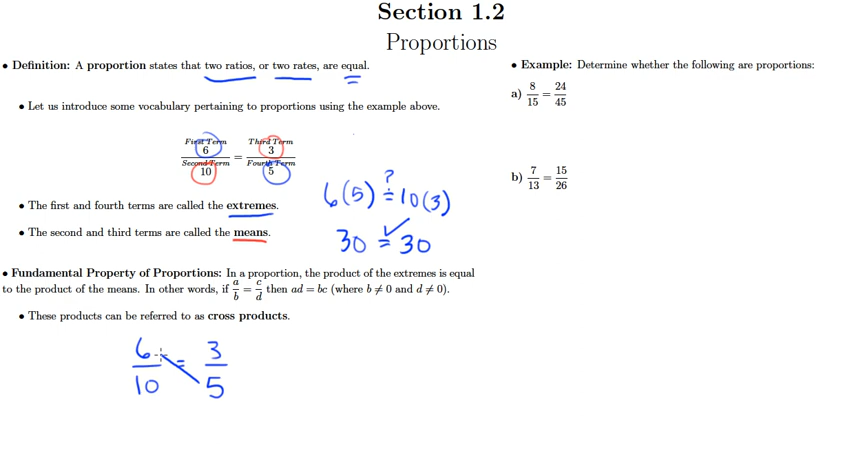 Section 1.2
Proportions
• Definition: A proportion states that two ratios, or two rates, are equal.
• Let us introduce some vocabulary pertaining to proportions using the example above.
First Term
6
Second Term
10
=
Third Term
3
Fourth Term
5
6(5) ≟ 10(3)
30 = 30 ✓
• The first and fourth terms are called the extremes.
• The second and third terms are called the means.
• Fundamental Property of Proportions: In a proportion, the product of the extremes is equal
to the product of the means. In other words, if a/b = c/d then ad = bc (where b ≠ 0 and d ≠ 0).
• These products can be referred to as cross products.
6/10 = 3/5
• Example: Determine whether the following are proportions:
a) 8/15 = 24/45
b) 7/13 = 15/26